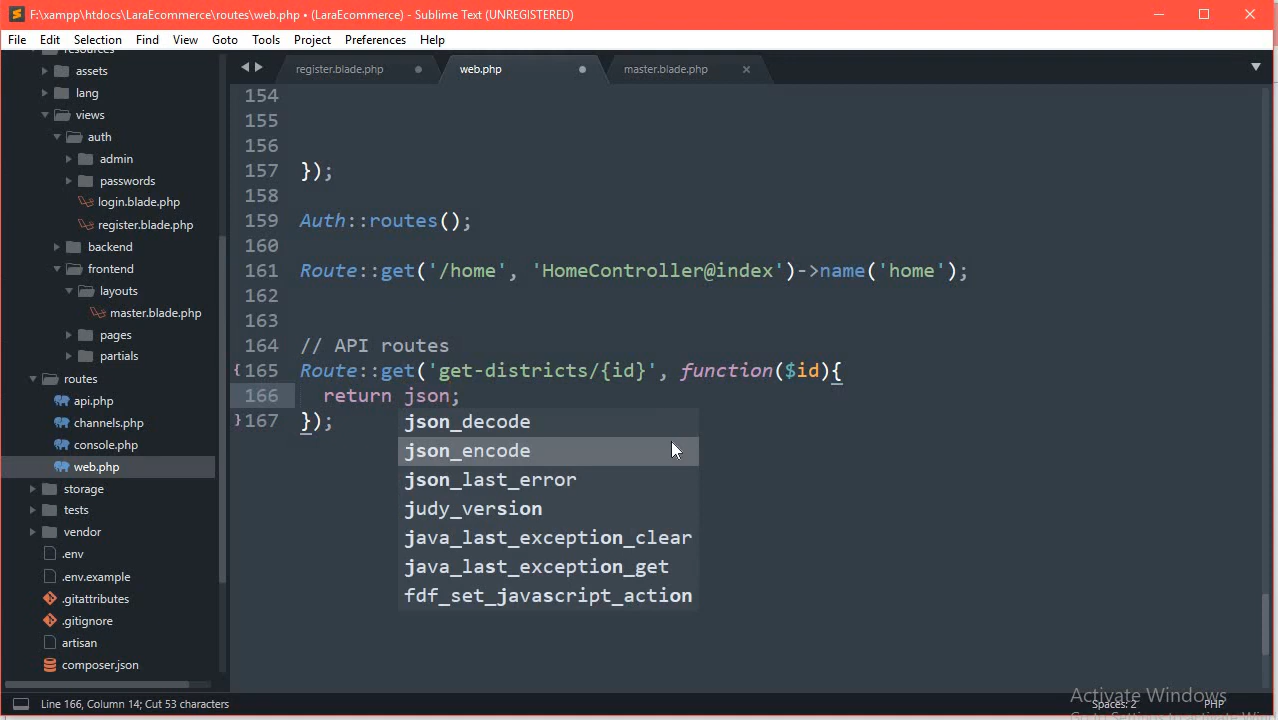 F:\xampp\htdocs\LaraEcommerce\routes\web.php • (LaraEcommerce) - Sublime Text (UNREGISTERED)
File Edit Selection Find View Goto Tools Project Preferences Help
resources
assets
lang
views
auth
admin
passwords
login.blade.php
register.blade.php
backend
frontend
layouts
master.blade.php
pages
partials
routes
api.php
channels.php
console.php
web.php
storage
tests
vendor
.env
.env.example
.gitattributes
.gitignore
artisan
composer.json
register.blade.php web.php master.blade.php
154
155
156
157 });
158
159 Auth::routes();
160
161 Route::get('/home', 'HomeController@index')->name('home');
162
163
164 // API routes
165 Route::get('get-districts/{id}', function($id){
166 return json;
167 });
json_decode
json_encode
json_last_error
judy_version
java_last_exception_clear
java_last_exception_get
fdf_set_javascript_action
Activate Windows
Line 166, Column 14; Cut 53 characters Spaces: 2 PHP